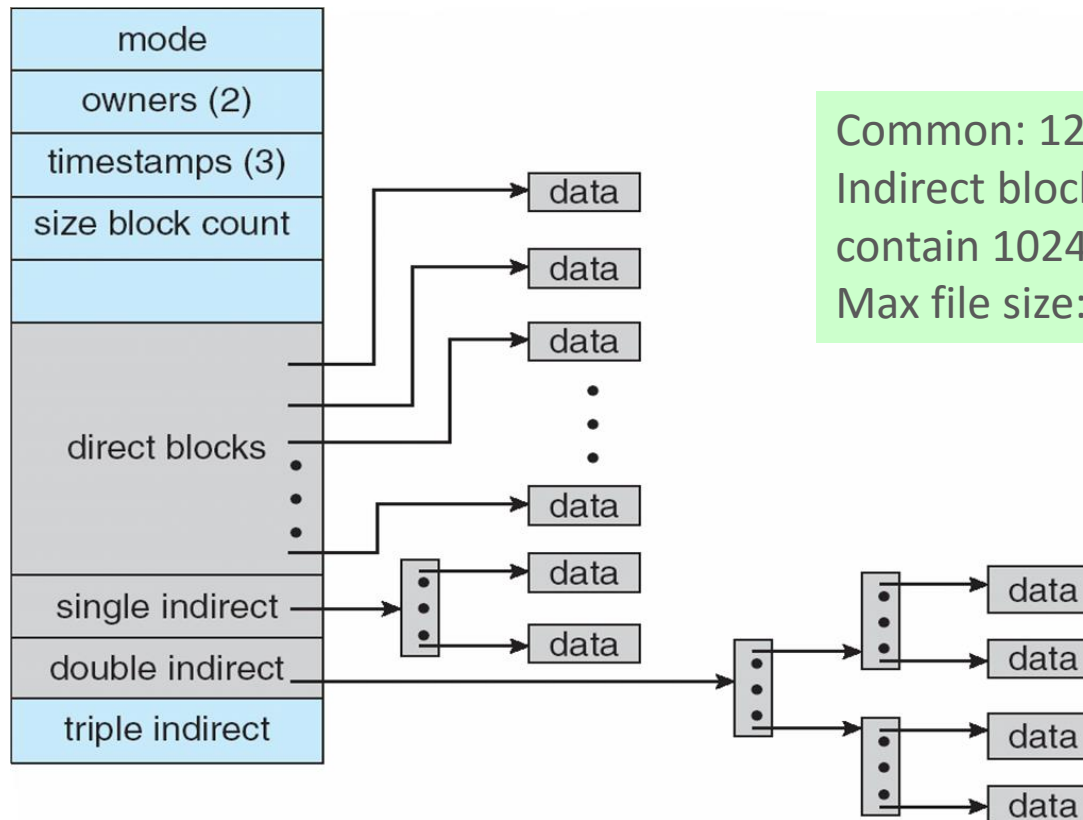 mode
owners (2)
timestamps (3)
size block count
direct blocks
single indirect
double indirect
triple indirect
data
data
data
data
data
data
data
data
data
data
Common: 12
Indirect block
contain 1024
Max file size: